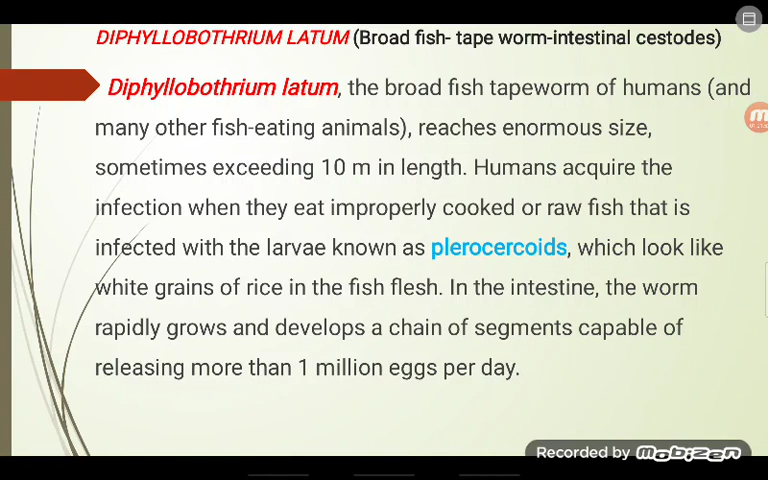 DIPHYLLOBOTHRIUM LATUM (Broad fish- tape worm-intestinal cestodes)
Diphyllobothrium latum, the broad fish tapeworm of humans (and
many other fish-eating animals), reaches enormous size,
sometimes exceeding 10 m in length. Humans acquire the
infection when they eat improperly cooked or raw fish that is
infected with the larvae known as plerocercoids, which look like
white grains of rice in the fish flesh. In the intestine, the worm
rapidly grows and develops a chain of segments capable of
releasing more than 1 million eggs per day.
Recorded by mobizen